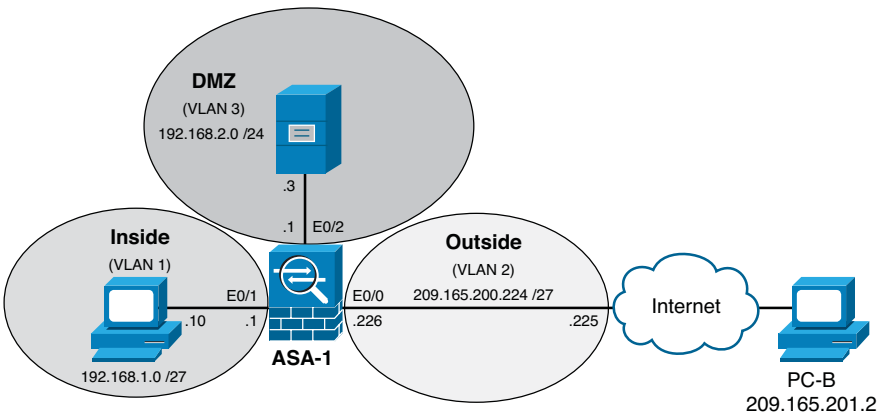 DMZ
(VLAN 3)
192.168.2.0 /24
.3
.1
E0/2
Inside
(VLAN 1)
E0/1
.10
.1
192.168.1.0 /27
ASA-1
Outside
(VLAN 2)
E0/0
209.165.200.224 /27
.226
.225
Internet
PC-B
209.165.201.2